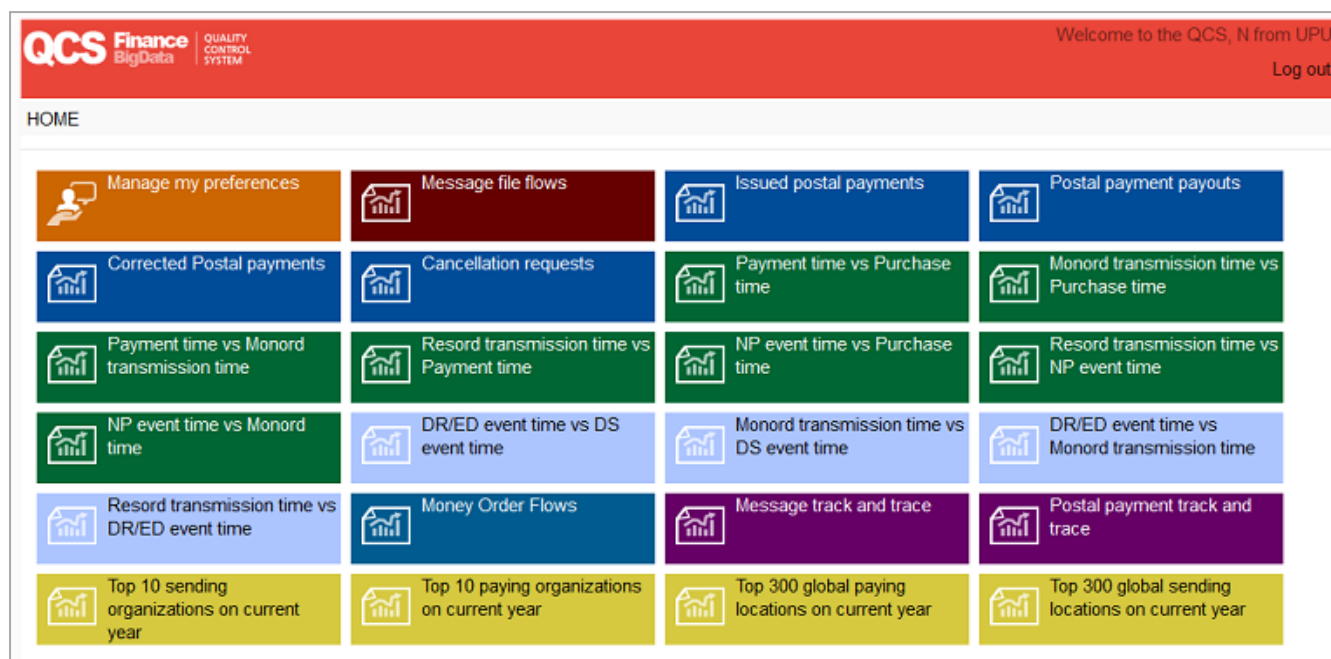 QCS Finance BigData QUALITY CONTROL SYSTEM
Welcome to the QCS, N from UPU
Log out
HOME
Manage my preferences
Message file flows
Issued postal payments
Postal payment payouts
Corrected Postal payments
Cancellation requests
Payment time vs Purchase
time
Monord transmission time vs
Purchase time
Payment time vs Monord
transmission time
Resord transmission time vs
Payment time
NP event time vs Purchase
time
Resord transmission time vs
NP event time
NP event time vs Monord
time
DR/ED event time vs DS
event time
Monord transmission time vs
DS event time
DR/ED event time vs
Monord transmission time
Resord transmission time vs
DR/ED event time
Money Order Flows
Message track and trace
Postal payment track and
trace
Top 10 sending
organizations on current
year
Top 10 paying organizations
on current year
Top 300 global paying
locations on current year
Top 300 global sending
locations on current year